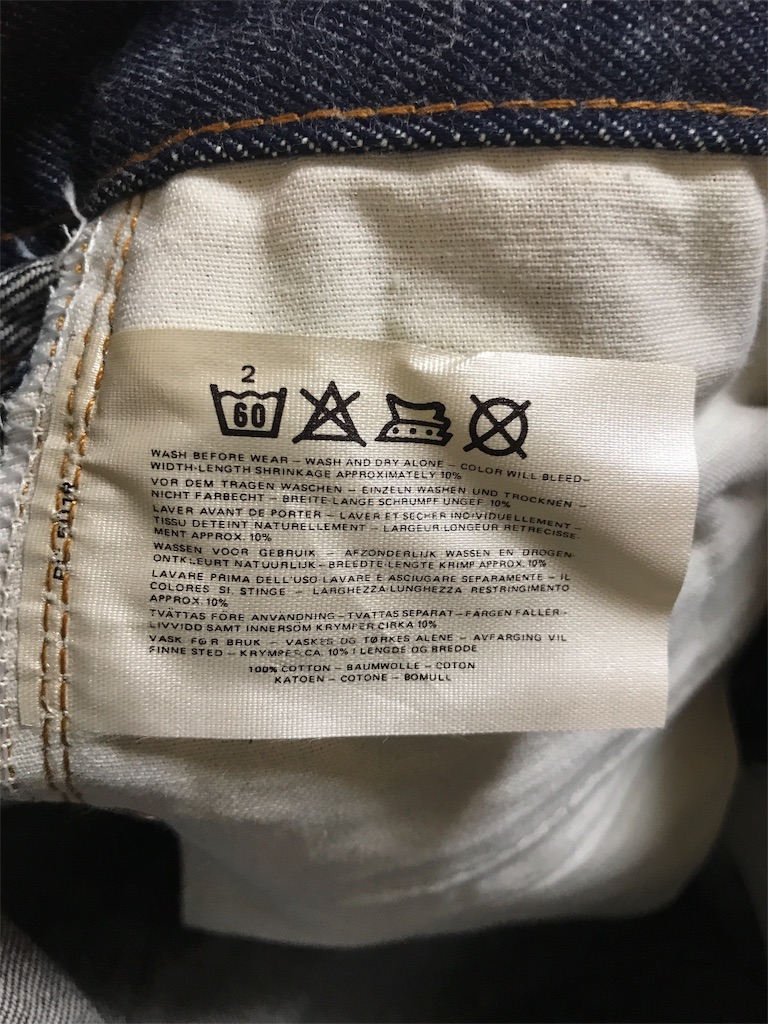 2
60
WASH BEFORE WEAR – WASH AND DRY ALONE – COLOR WILL BLEED–
WIDTH-LENGTH SHRINKAGE APPROXIMATELY 10%
VOR DEM TRAGEN WASCHEN – EINZELN WASHEN UND TROCKNEN –
NICHT FARBECHT – BREITE-LANGE SCHRUMPF UNGEF. 10%
LAVER AVANT DE PORTER – LAVER ET SECHER INDIVIDUELLEMENT –
TISSU DETEINT NATURELLEMENT – LARGEUR-LONGEUR RETRECISSE-
MENT APPROX. 10%
WASSEN VOOR GEBRUIK – AFZONDERLIJK WASSEN EN DROGEN-
ONTKLEURT NATUURLIJK – BREEDTE-LENGTE KRIMP APPROX. 10%
LAVARE PRIMA DELL'USO LAVARE E ASCIUGARE SEPARAMENTE – IL
COLORES SI. STINGE – LARGHEZZA-LUNGHEZZA RESTRINGIMENTO
APPROX. 10%
TVÄTTAS FÖRE ANVANDNING – TVATTAS SEPARAT – FARGEN FALLER-
LIVVIDD SAMT INNERSOM KRYMPER CIRKA 10%
VASK FØR BRUK – VASKES OG TØRKES ALENE – AVFARGING VIL
FINNE STED – KRYMPES CA. 10% I LENGDE OG BREDDE
100% COTTON – BAUMWOLLE – COTON
KATOEN – COTONE – BOMULL